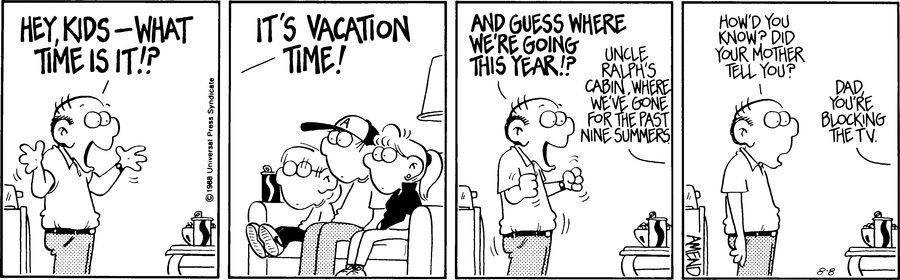 HEY, KIDS — WHAT
TIME IS IT!?
© 1988 Universal Press Syndicate
IT'S VACATION
TIME!
A
AND GUESS WHERE
WE'RE GOING
THIS YEAR!?
UNCLE
RALPH'S
CABIN, WHERE
WE'VE GONE
FOR THE PAST
NINE SUMMERS.
HOW'D YOU
KNOW? DID
YOUR MOTHER
TELL YOU?
DAD,
YOU'RE
BLOCKING
THE TV.
AMEND
8-8